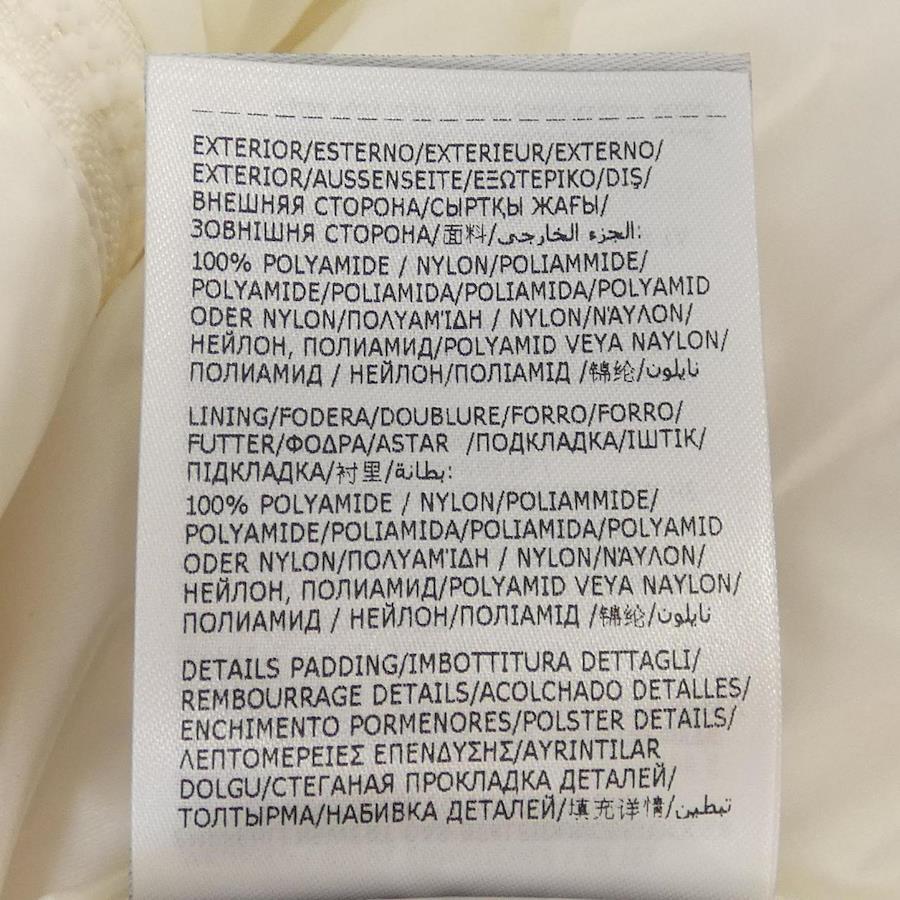 EXTERIOR/ESTERNO/EXTERIEUR/EXTERNO/
EXTERIOR/AUSSENSEITE/ΕΞΩΤΕΡΙΚΟ/DIŞ/
ВНЕШНЯЯ СТОРОНА/СЫРТҚЫ ЖАҒЫ/
ЗОВНІШНЯ СТОРОНА/面料/الجزء الخارجي:
100% POLYAMIDE / NYLON/POLIAMMIDE/
POLYAMIDE/POLIAMIDA/POLIAMIDA/POLYAMID
ODER NYLON/ΠΟΛΥΑΜΊΔΗ / NYLON/ΝΆΥΛΟΝ/
НЕЙЛОН, ПОЛИАМИД/POLYAMID VEYA NAYLON/
ПОЛИАМИД / НЕЙЛОН/ПОЛІАМІД /锦纶/نايلون
LINING/FODERA/DOUBLURE/FORRO/FORRO/
FUTTER/ΦΟΔΡΑ/ASTAR /ПОДКЛАДКА/ІШТІК/
ПІДКЛАДКА/衬里/بطانة:
100% POLYAMIDE / NYLON/POLIAMMIDE/
POLYAMIDE/POLIAMIDA/POLIAMIDA/POLYAMID
ODER NYLON/ΠΟΛΥΑΜΊΔΗ / NYLON/ΝΆΥΛΟΝ/
НЕЙЛОН, ПОЛИАМИД/POLYAMID VEYA NAYLON/
ПОЛИАМИД / НЕЙЛОН/ПОЛІАМІД /锦纶/نايلون
DETAILS PADDING/IMBOTTITURA DETTAGLI/
REMBOURRAGE DETAILS/ACOLCHADO DETALLES/
ENCHIMENTO PORMENORES/POLSTER DETAILS/
ΛΕΠΤΟΜΕΡΕΙΕΣ ΕΠΕΝΔΥΣΗΣ/AYRINTILAR
DOLGU/СТЕГАНАЯ ПРОКЛАДКА ДЕТАЛЕЙ/
ТОЛТЫРМА/НАБИВКА ДЕТАЛЕЙ/填充详情/تبطين